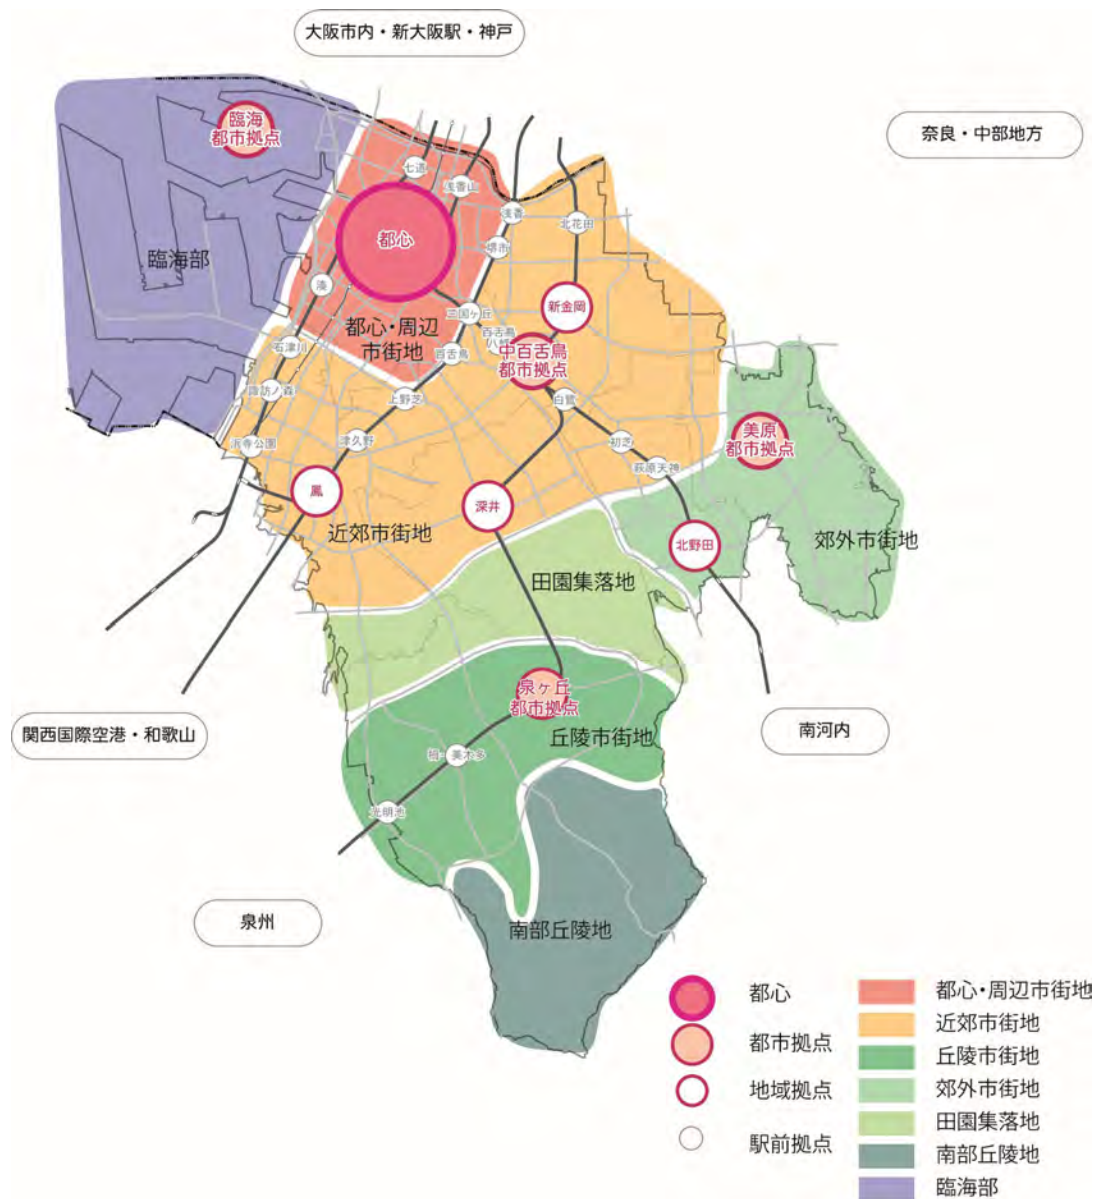 大阪市内・新大阪駅・神戸
奈良・中部地方
臨海
都市拠点
七道
浅香山
浅香
北花田
都心
堺市
臨海部
湊
新金岡
三国ヶ丘
都心・周辺
市街地
百舌鳥
八幡
百舌鳥
中百舌鳥
都市拠点
石津川
諏訪ノ森
上野芝
白鷺
美原
都市拠点
浜寺公園
津久野
初芝
萩原天神
鳳
深井
近郊市街地
北野田
郊外市街地
田園集落地
泉ヶ丘
都市拠点
関西国際空港・和歌山
南河内
丘陵市街地
栂・美木多
光明池
泉州
南部丘陵地
都心
都市拠点
地域拠点
駅前拠点
都心・周辺市街地
近郊市街地
丘陵市街地
郊外市街地
田園集落地
南部丘陵地
臨海部